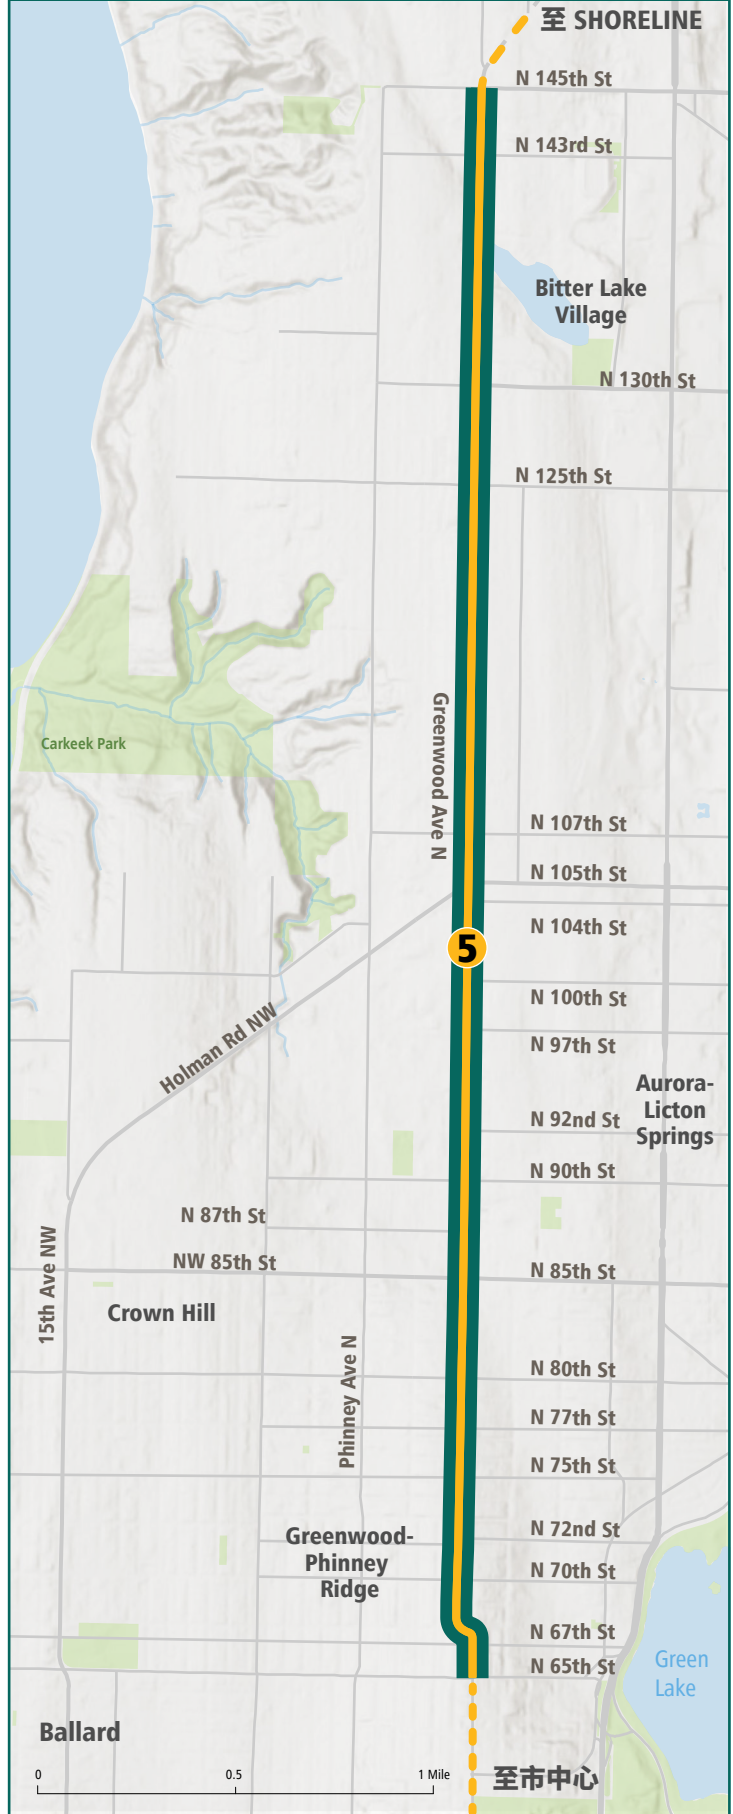 至 SHORELINE
N 145th St
N 143rd St
Bitter Lake
Village
N 130th St
N 125th St
Greenwood Ave N
Carkeek Park
N 107th St
N 105th St
N 104th St
5
N 100th St
Holman Rd NW
N 97th St
Aurora-
Licton
Springs
N 92nd St
N 90th St
N 87th St
15th Ave NW
NW 85th St
N 85th St
Crown Hill
Phinney Ave N
N 80th St
N 77th St
N 75th St
Greenwood-
Phinney
Ridge
N 72nd St
N 70th St
N 67th St
N 65th St
Green
Lake
Ballard
0 0.5 1 Mile
至市中心